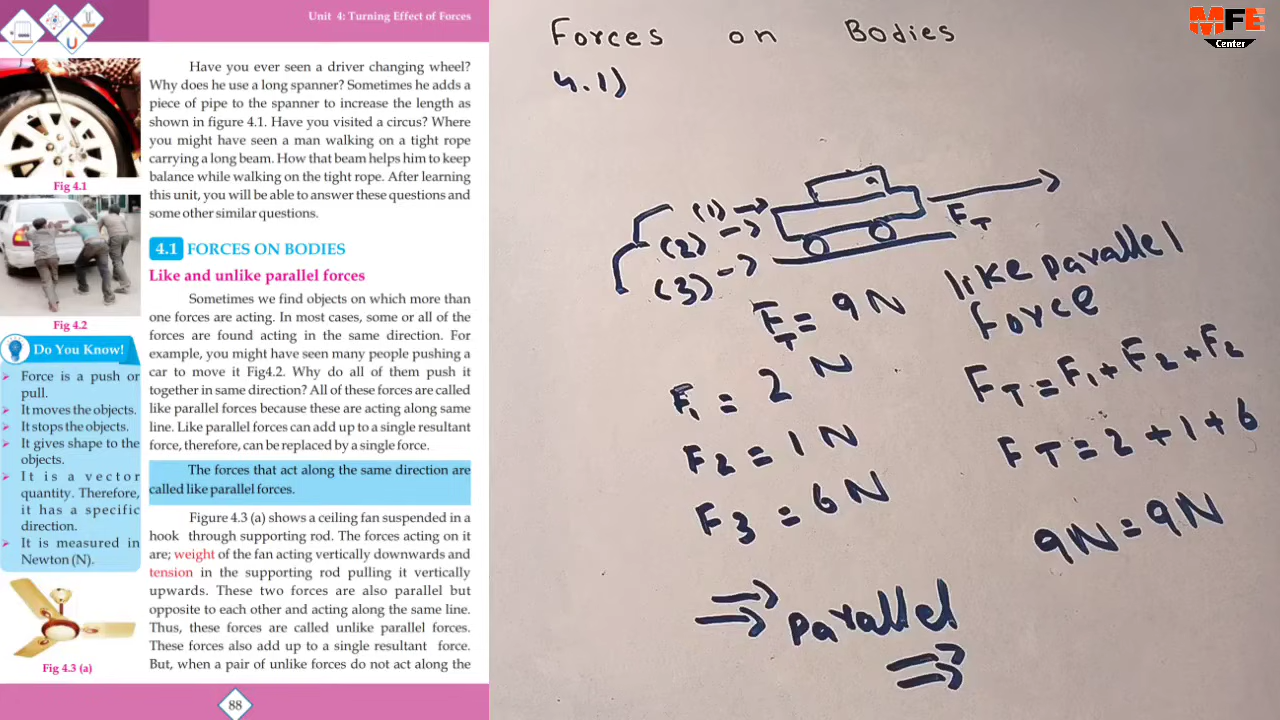 Unit 4: Turning Effect of Forces
Have you ever seen a driver changing wheel?
Why does he use a long spanner? Sometimes he adds a
piece of pipe to the spanner to increase the length as
shown in figure 4.1. Have you visited a circus? Where
you might have seen a man walking on a tight rope
carrying a long beam. How that beam helps him to keep
balance while walking on the tight rope. After learning
this unit, you will be able to answer these questions and
some other similar questions.
Fig 4.1
4.1 FORCES ON BODIES
Like and unlike parallel forces
Sometimes we find objects on which more than
one forces are acting. In most cases, some or all of the
forces are found acting in the same direction. For
example, you might have seen many people pushing a
car to move it Fig4.2. Why do all of them push it
together in same direction? All of these forces are called
like parallel forces because these are acting along same
line. Like parallel forces can add up to a single resultant
force, therefore, can be replaced by a single force.
Fig 4.2
Do You Know!
Force is a push or
pull.
It moves the objects.
It stops the objects.
It gives shape to the
objects.
It is a vector
quantity. Therefore,
it has a specific
direction.
It is measured in
Newton (N).
The forces that act along the same direction are
called like parallel forces.
Figure 4.3 (a) shows a ceiling fan suspended in a
hook through supporting rod. The forces acting on it
are; weight of the fan acting vertically downwards and
tension in the supporting rod pulling it vertically
upwards. These two forces are also parallel but
opposite to each other and acting along the same line.
Thus, these forces are called unlike parallel forces.
These forces also add up to a single resultant force.
But, when a pair of unlike forces do not act along the
Fig 4.3 (a)
88
MFE
Center
Forces on Bodies
4.1)
(1)
(2)
(3)
FT
like parallel
force
FT = 9N
F1 = 2 N
F2 = 1N
F3 = 6N
FT = F1 + F2 + F2
FT = 2 + 1 + 6
9N = 9N
parallel